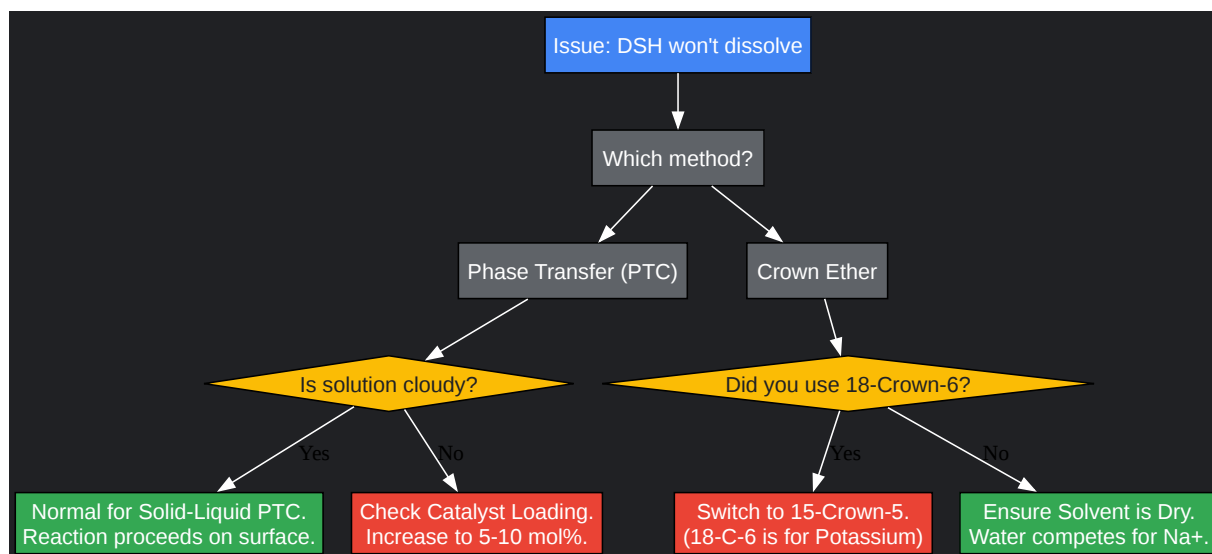 Issue: DSH won't dissolve
Which method?
Phase Transfer (PTC)
Crown Ether
Is solution cloudy?
Did you use 18-Crown-6?
Yes
No
Yes
No
Normal for Solid-Liquid PTC.
Reaction proceeds on surface.
Check Catalyst Loading.
Increase to 5-10 mol%.
Switch to 15-Crown-5.
(18-C-6 is for Potassium)
Ensure Solvent is Dry.
Water competes for Na+.